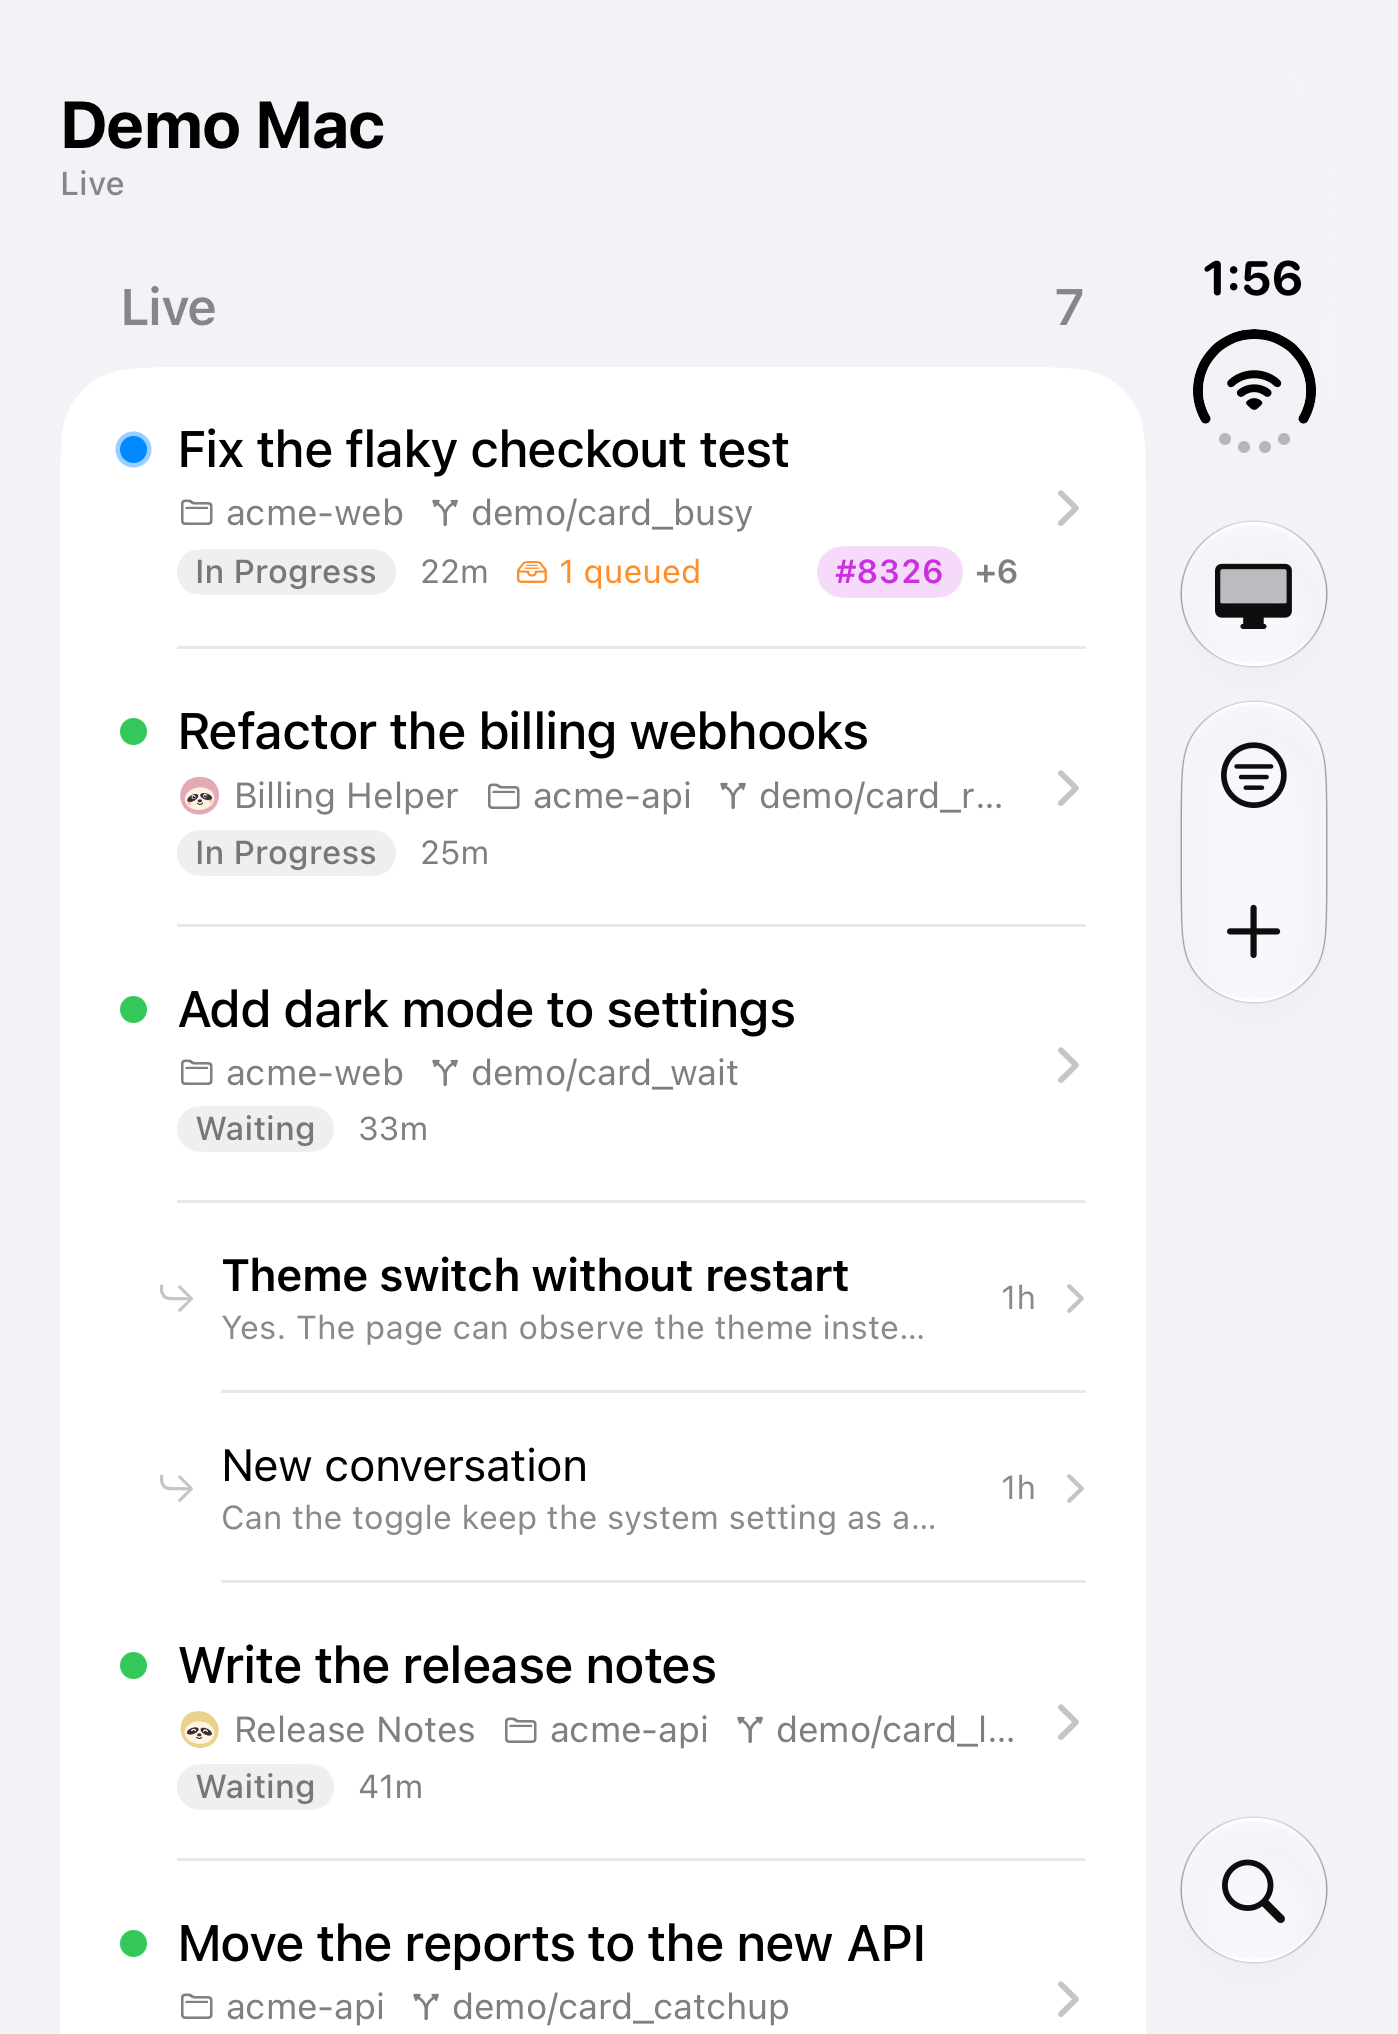 Demo Mac
Live
1:56
Live 7
Fix the flaky checkout test
acme-web demo/card_busy
In Progress 22m 1 queued #8326 +6
Refactor the billing webhooks
Billing Helper acme-api demo/card_r...
In Progress 25m
Add dark mode to settings
acme-web demo/card_wait
Waiting 33m
Theme switch without restart
Yes. The page can observe the theme inste...
1h
New conversation
Can the toggle keep the system setting as a...
1h
Write the release notes
Release Notes acme-api demo/card_l...
Waiting 41m
Move the reports to the new API
acme-api demo/card_catchup